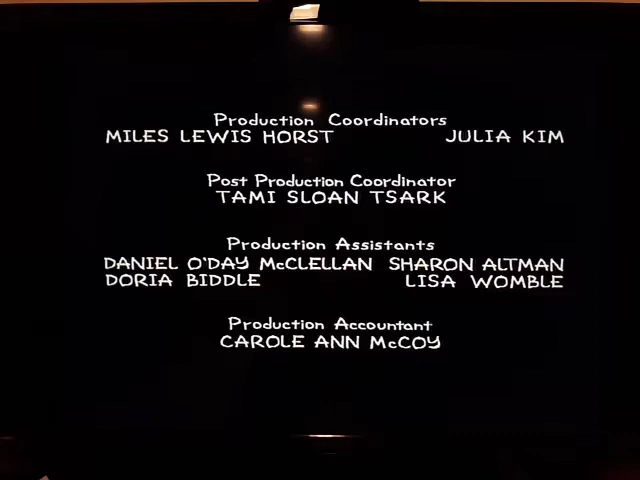 Production Coordinators
MILES LEWIS HORST JULIA KIM
Post Production Coordinator
TAMI SLOAN TSARK
Production Assistants
DANIEL O'DAY McCLELLAN SHARON ALTMAN
DORIA BIDDLE LISA WOMBLE
Production Accountant
CAROLE ANN McCOY